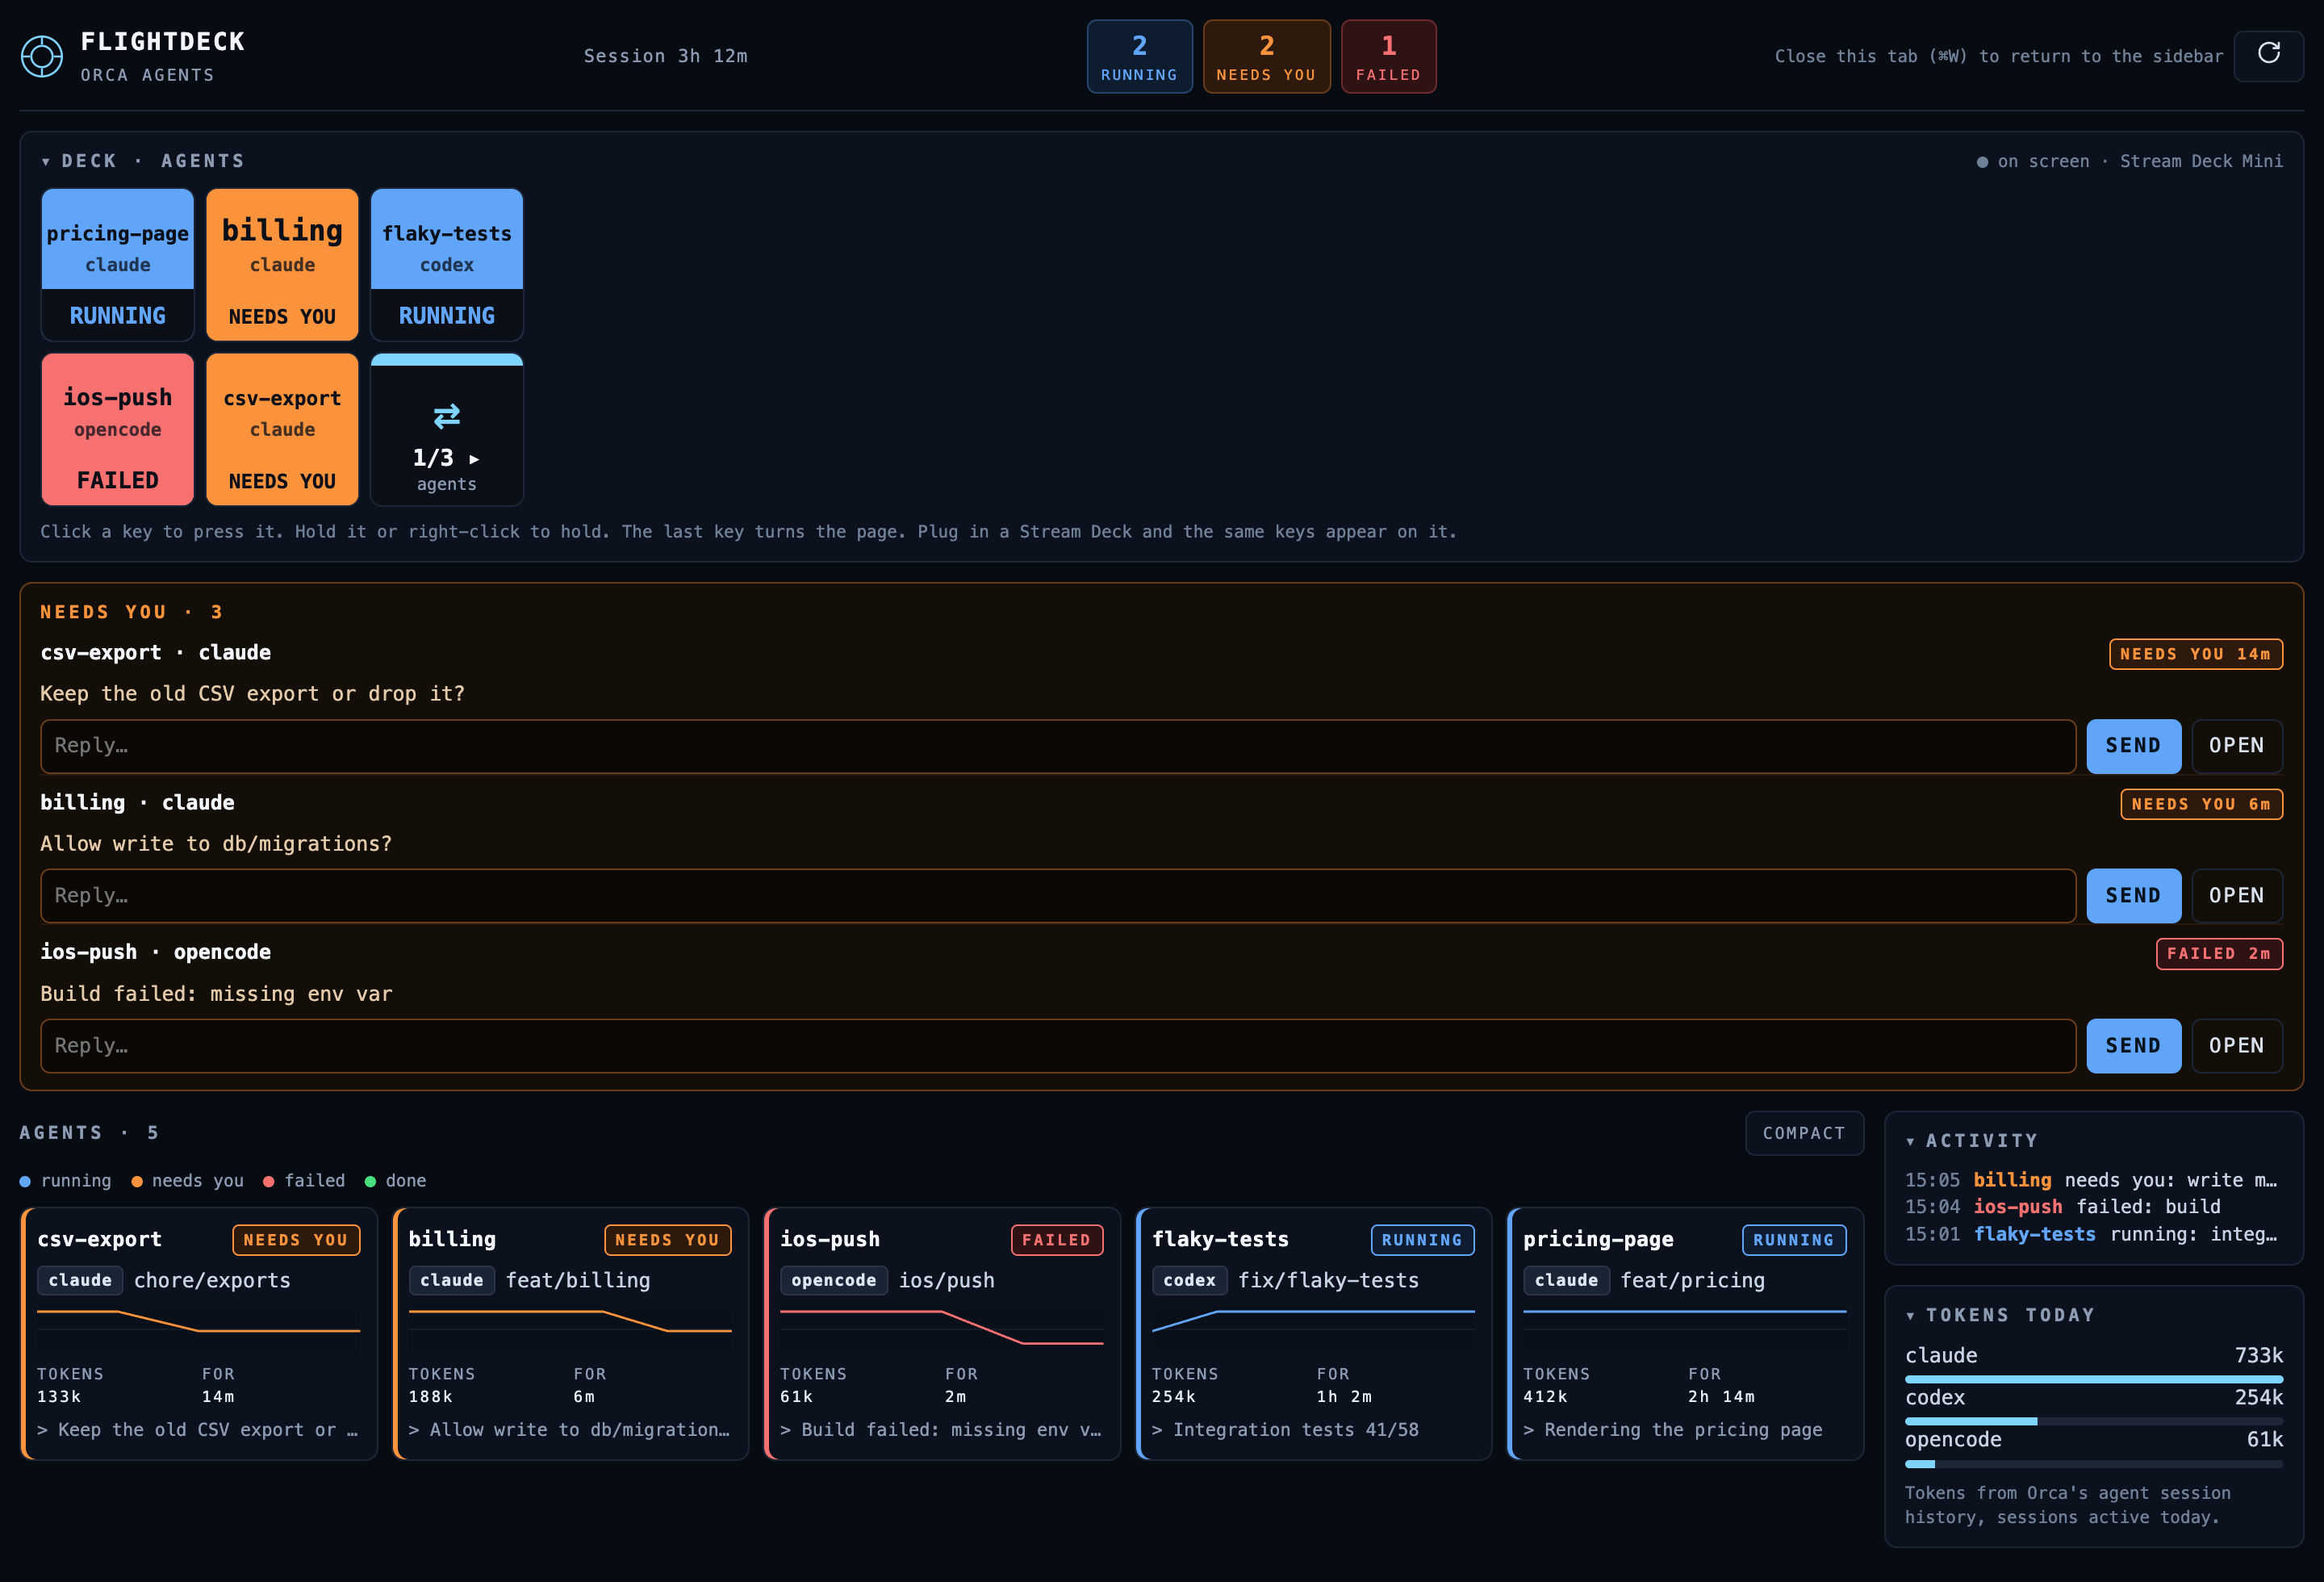 FLIGHTDECK
ORCA AGENTS
Session 3h 12m
2
RUNNING
2
NEEDS YOU
1
FAILED
Close this tab (⌘W) to return to the sidebar
▾ DECK · AGENTS
● on screen · Stream Deck Mini
pricing-page
claude
RUNNING
billing
claude
NEEDS YOU
flaky-tests
codex
RUNNING
ios-push
opencode
FAILED
csv-export
claude
NEEDS YOU
⇄
1/3 ▸
agents
Click a key to press it. Hold it or right-click to hold. The last key turns the page. Plug in a Stream Deck and the same keys appear on it.
NEEDS YOU · 3
csv-export · claude
NEEDS YOU 14m
Keep the old CSV export or drop it?
Reply…
SEND
OPEN
billing · claude
NEEDS YOU 6m
Allow write to db/migrations?
Reply…
SEND
OPEN
ios-push · opencode
FAILED 2m
Build failed: missing env var
Reply…
SEND
OPEN
AGENTS · 5
COMPACT
running
needs you
failed
done
csv-export
NEEDS YOU
claude chore/exports
TOKENS FOR
133k 14m
> Keep the old CSV export or …
billing
NEEDS YOU
claude feat/billing
TOKENS FOR
188k 6m
> Allow write to db/migration…
ios-push
FAILED
opencode ios/push
TOKENS FOR
61k 2m
> Build failed: missing env v…
flaky-tests
RUNNING
codex fix/flaky-tests
TOKENS FOR
254k 1h 2m
> Integration tests 41/58
pricing-page
RUNNING
claude feat/pricing
TOKENS FOR
412k 2h 14m
> Rendering the pricing page
▾ ACTIVITY
15:05 billing needs you: write m…
15:04 ios-push failed: build
15:01 flaky-tests running: integ…
▾ TOKENS TODAY
claude 733k
codex 254k
opencode 61k
Tokens from Orca's agent session
history, sessions active today.